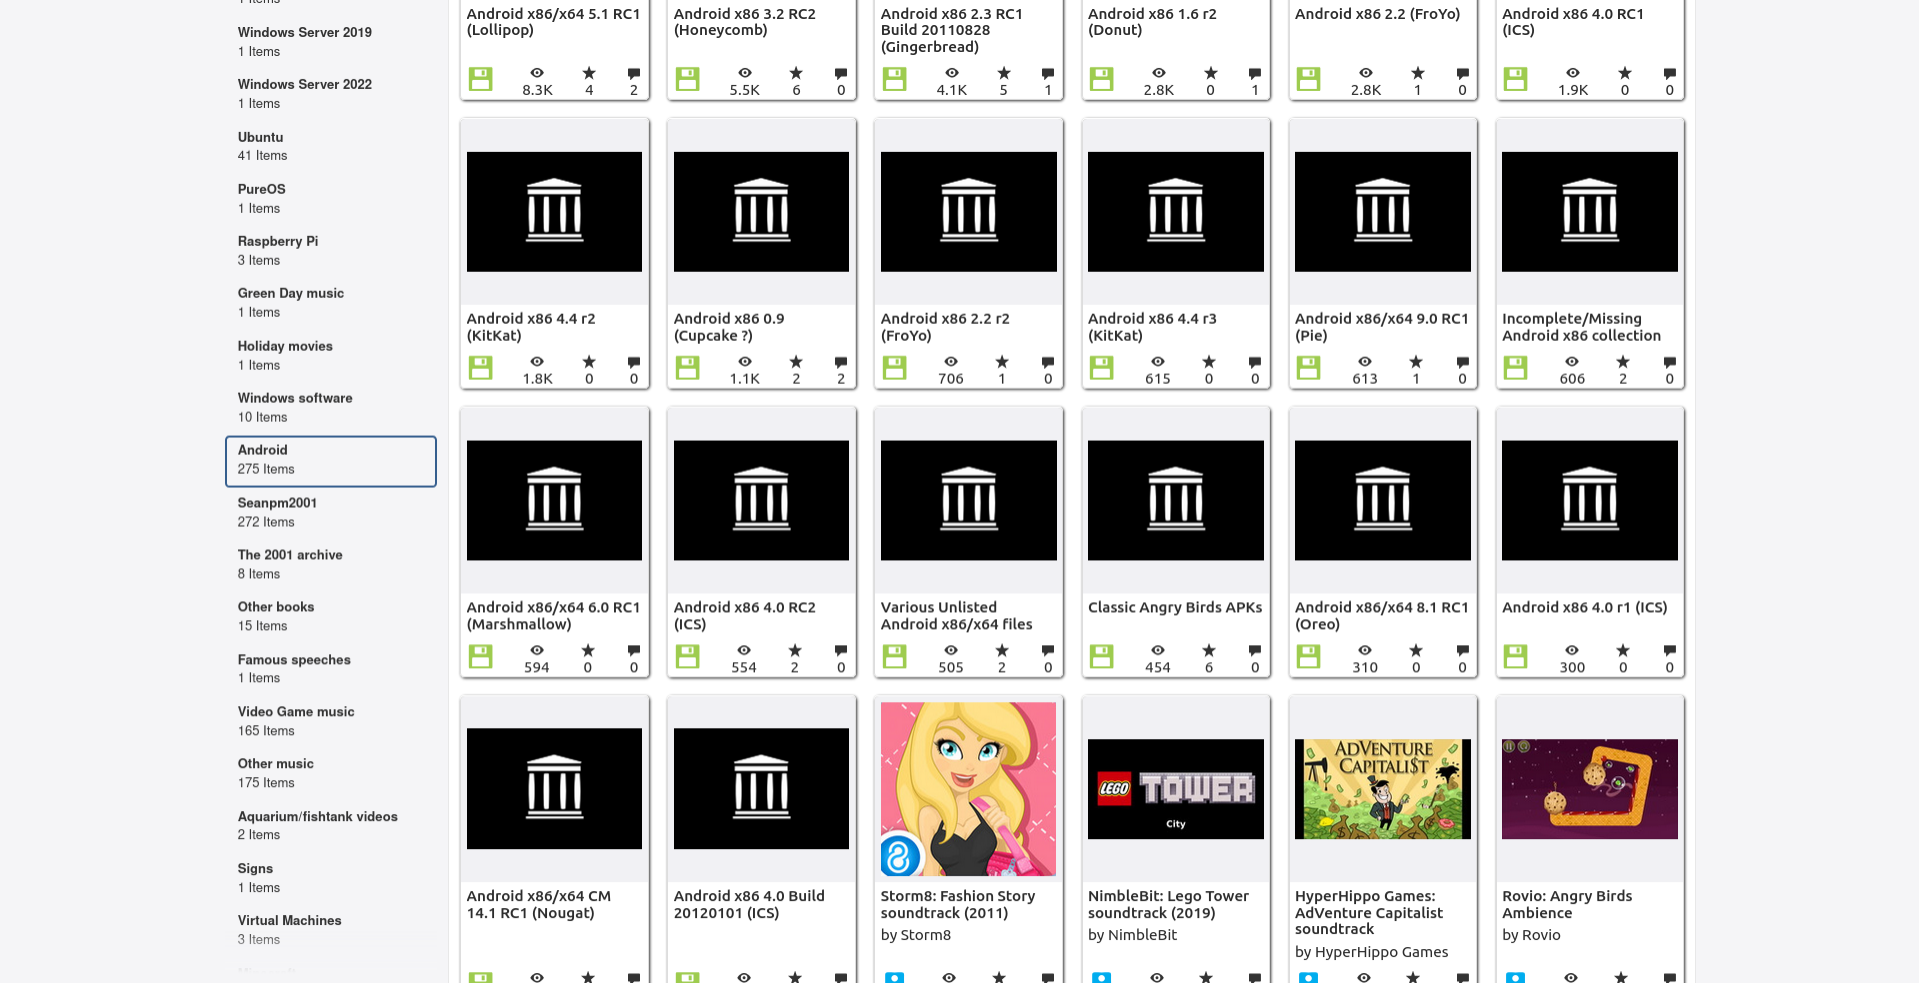 Windows Server 2019
1 Items
Windows Server 2022
1 Items
Ubuntu
41 Items
PureOS
1 Items
Raspberry Pi
3 Items
Green Day music
1 Items
Holiday movies
1 Items
Windows software
10 Items
Android
275 Items
Seanpm2001
272 Items
The 2001 archive
8 Items
Other books
15 Items
Famous speeches
1 Items
Video Game music
165 Items
Other music
175 Items
Aquarium/fishtank videos
2 Items
Signs
1 Items
Virtual Machines
3 Items
Android x86/x64 5.1 RC1
(Lollipop)
8.3K 4 2
Android x86 3.2 RC2
(Honeycomb)
5.5K 6 0
Android x86 2.3 RC1
Build 20110828
(Gingerbread)
4.1K 5 1
Android x86 1.6 r2
(Donut)
2.8K 0 1
Android x86 2.2 (FroYo)
2.8K 1 0
Android x86 4.0 RC1
(ICS)
1.9K 0 0
Android x86 4.4 r2
(KitKat)
1.8K 0 0
Android x86 0.9
(Cupcake ?)
1.1K 2 2
Android x86 2.2 r2
(FroYo)
706 1 0
Android x86 4.4 r3
(KitKat)
615 0 0
Android x86/x64 9.0 RC1
(Pie)
613 1 0
Incomplete/Missing
Android x86 collection
606 2 0
Android x86/x64 6.0 RC1
(Marshmallow)
594 0 0
Android x86 4.0 RC2
(ICS)
554 2 0
Various Unlisted
Android x86/x64 files
505 2 0
Classic Angry Birds APKs
454 6 0
Android x86/x64 8.1 RC1
(Oreo)
310 0 0
Android x86 4.0 r1 (ICS)
300 0 0
Android x86/x64 CM
14.1 RC1 (Nougat)
Android x86 4.0 Build
20120101 (ICS)
8
Storm8: Fashion Story
soundtrack (2011)
by Storm8
LEGO TOWER
City
NimbleBit: Lego Tower
soundtrack (2019)
by NimbleBit
ADVENTURE
CAPITALI$T
HyperHippo Games:
AdVenture Capitalist
soundtrack
by HyperHippo Games
Rovio: Angry Birds
Ambience
by Rovio